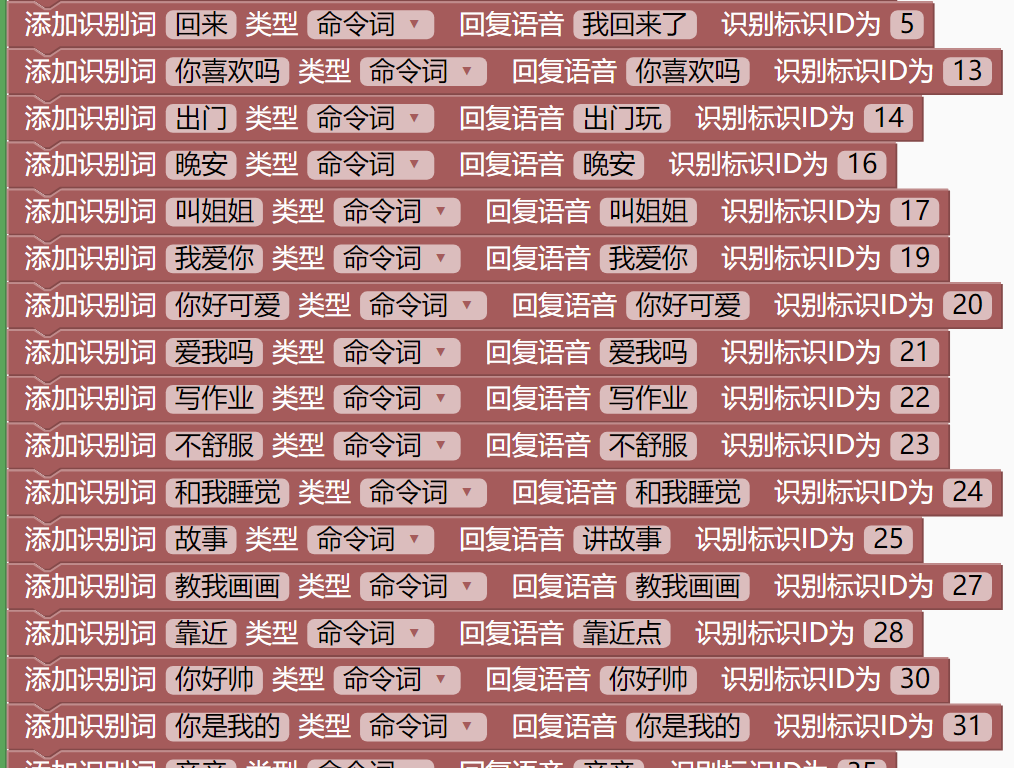 添加识别词 回来 类型 命令词 回复语音 我回来了 识别标识ID为 5
添加识别词 你喜欢吗 类型 命令词 回复语音 你喜欢吗 识别标识ID为 13
添加识别词 出门 类型 命令词 回复语音 出门玩 识别标识ID为 14
添加识别词 晚安 类型 命令词 回复语音 晚安 识别标识ID为 16
添加识别词 叫姐姐 类型 命令词 回复语音 叫姐姐 识别标识ID为 17
添加识别词 我爱你 类型 命令词 回复语音 我爱你 识别标识ID为 19
添加识别词 你好可爱 类型 命令词 回复语音 你好可爱 识别标识ID为 20
添加识别词 爱我吗 类型 命令词 回复语音 爱我吗 识别标识ID为 21
添加识别词 写作业 类型 命令词 回复语音 写作业 识别标识ID为 22
添加识别词 不舒服 类型 命令词 回复语音 不舒服 识别标识ID为 23
添加识别词 和我睡觉 类型 命令词 回复语音 和我睡觉 识别标识ID为 24
添加识别词 故事 类型 命令词 回复语音 讲故事 识别标识ID为 25
添加识别词 教我画画 类型 命令词 回复语音 教我画画 识别标识ID为 27
添加识别词 靠近 类型 命令词 回复语音 靠近点 识别标识ID为 28
添加识别词 你好帅 类型 命令词 回复语音 你好帅 识别标识ID为 30
添加识别词 你是我的 类型 命令词 回复语音 你是我的 识别标识ID为 31
添加识别词 类型 命令词 回复语音 识别标识ID为